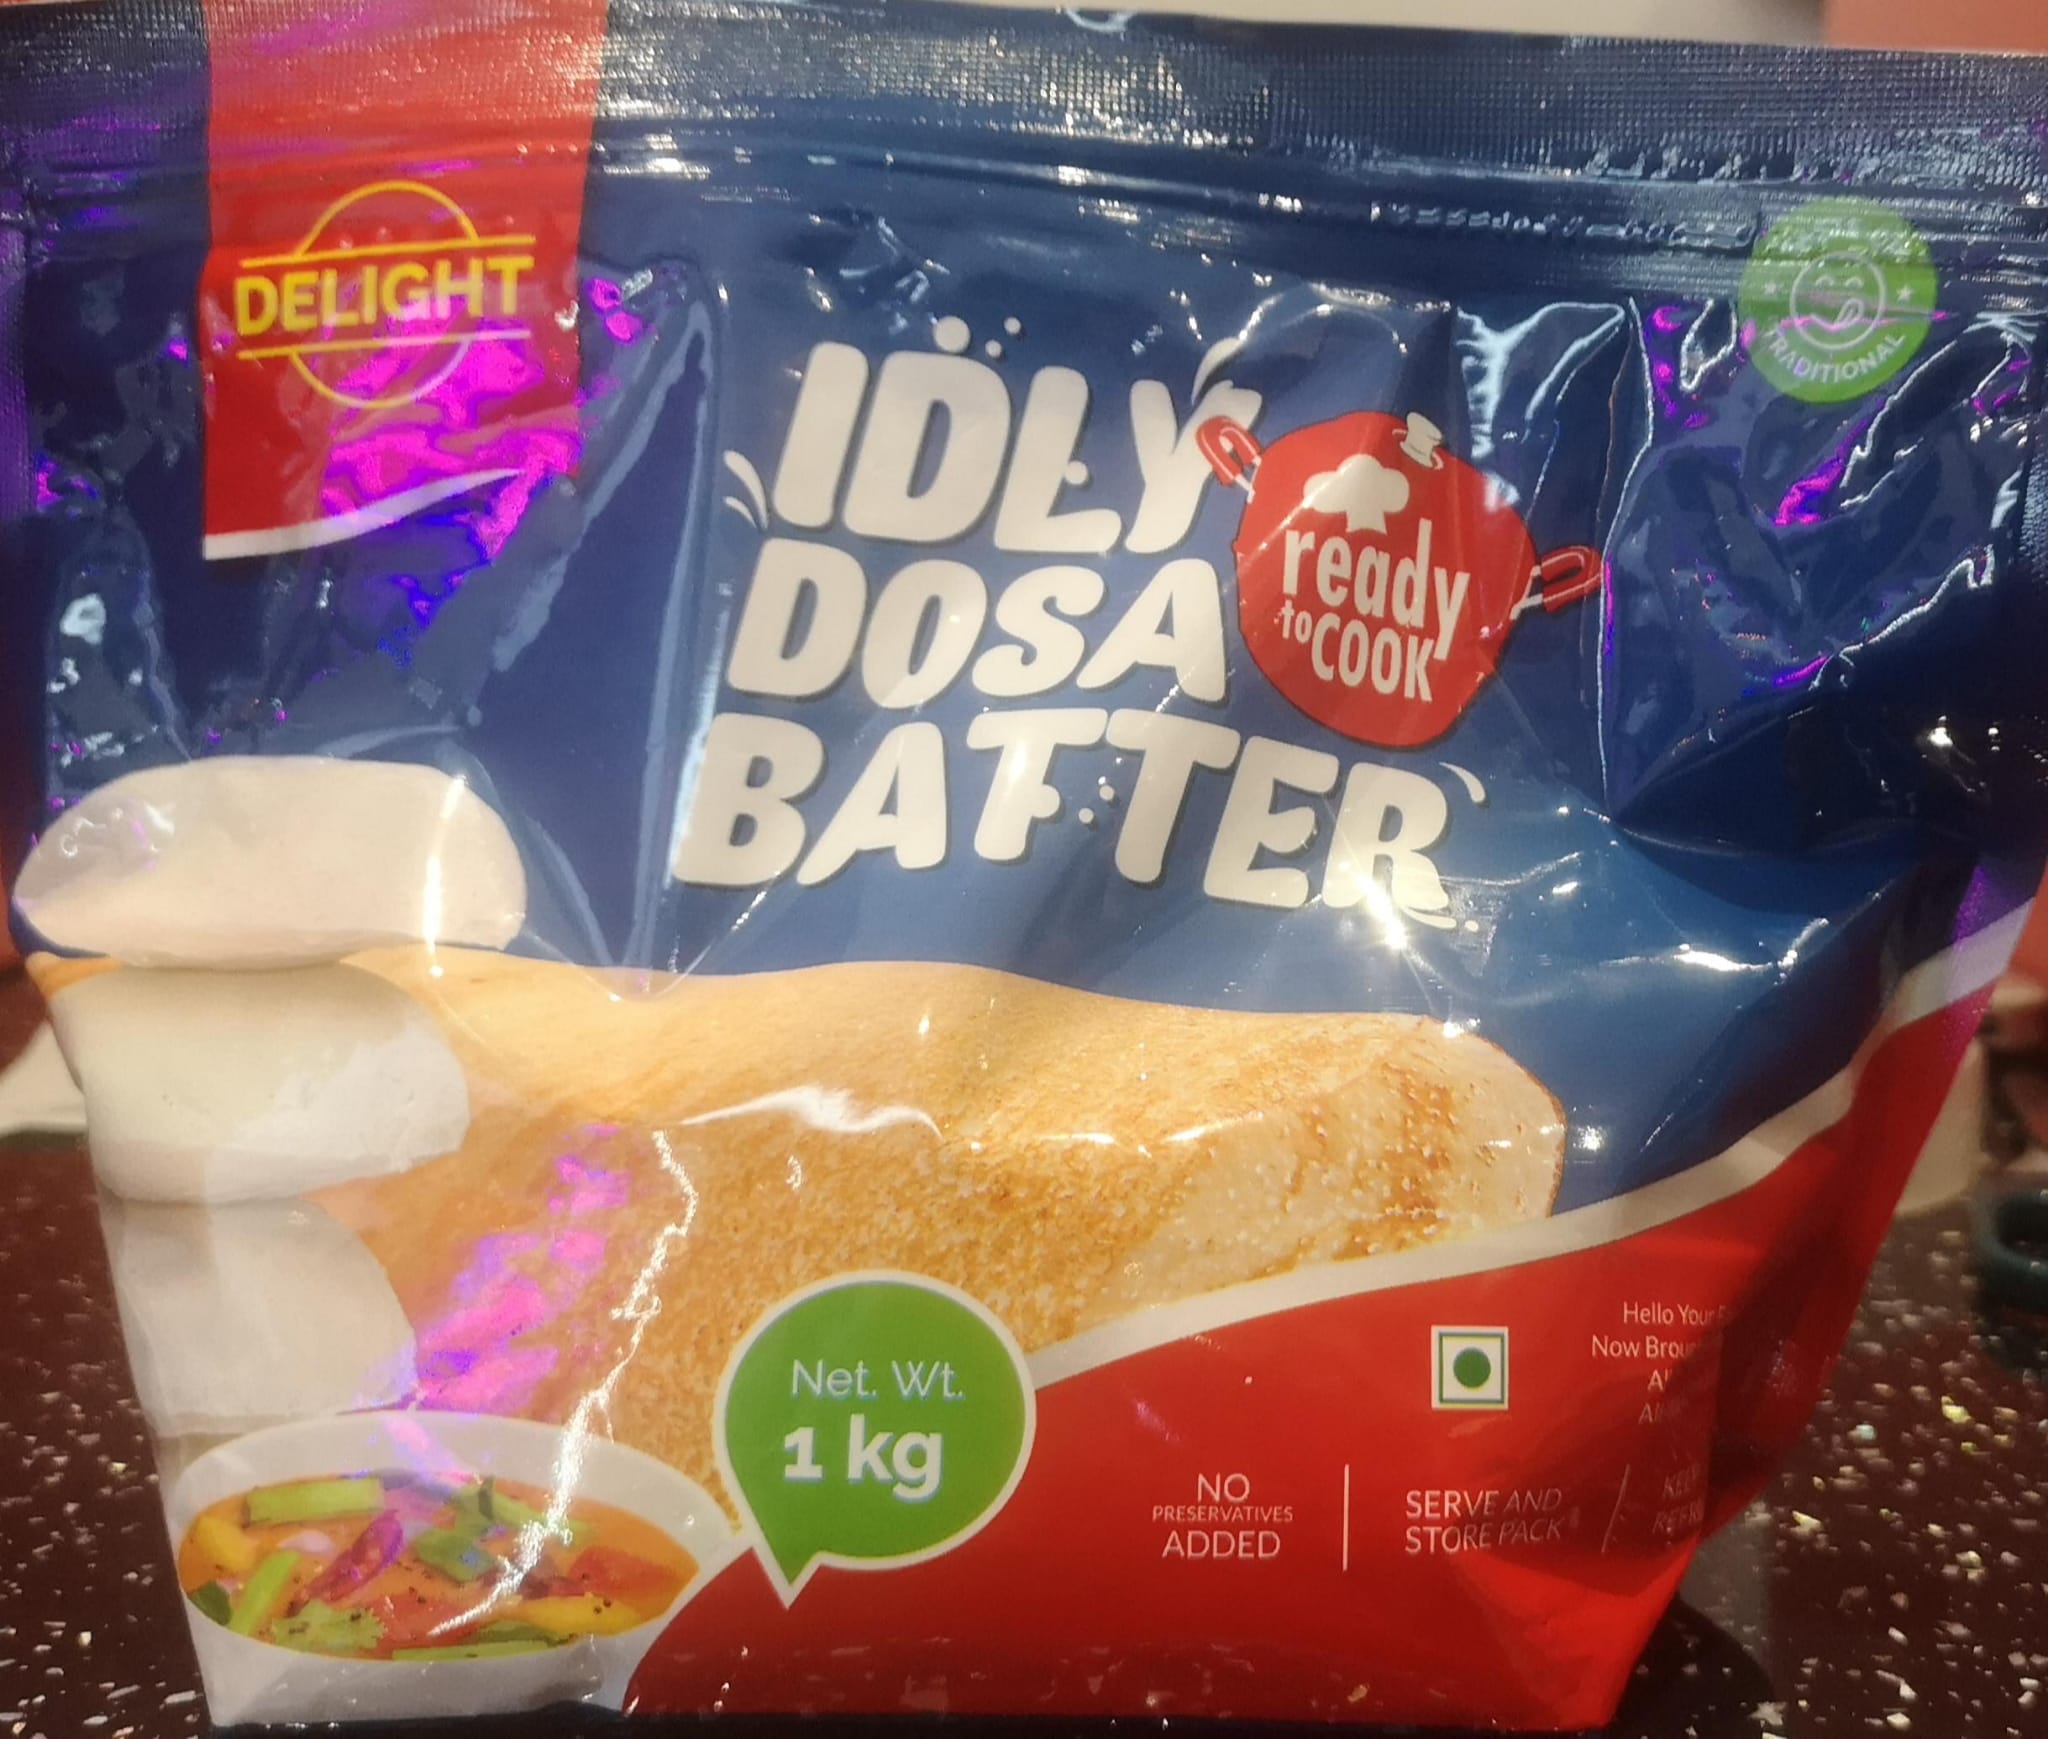 DELIGHT
TRADITIONAL
IDLY
DOSA
BATTER
ready
to COOK
Net. Wt.
1 kg
Hello Your
Now
NO
PRESERVATIVES
ADDED
SERVE AND
STORE PACK